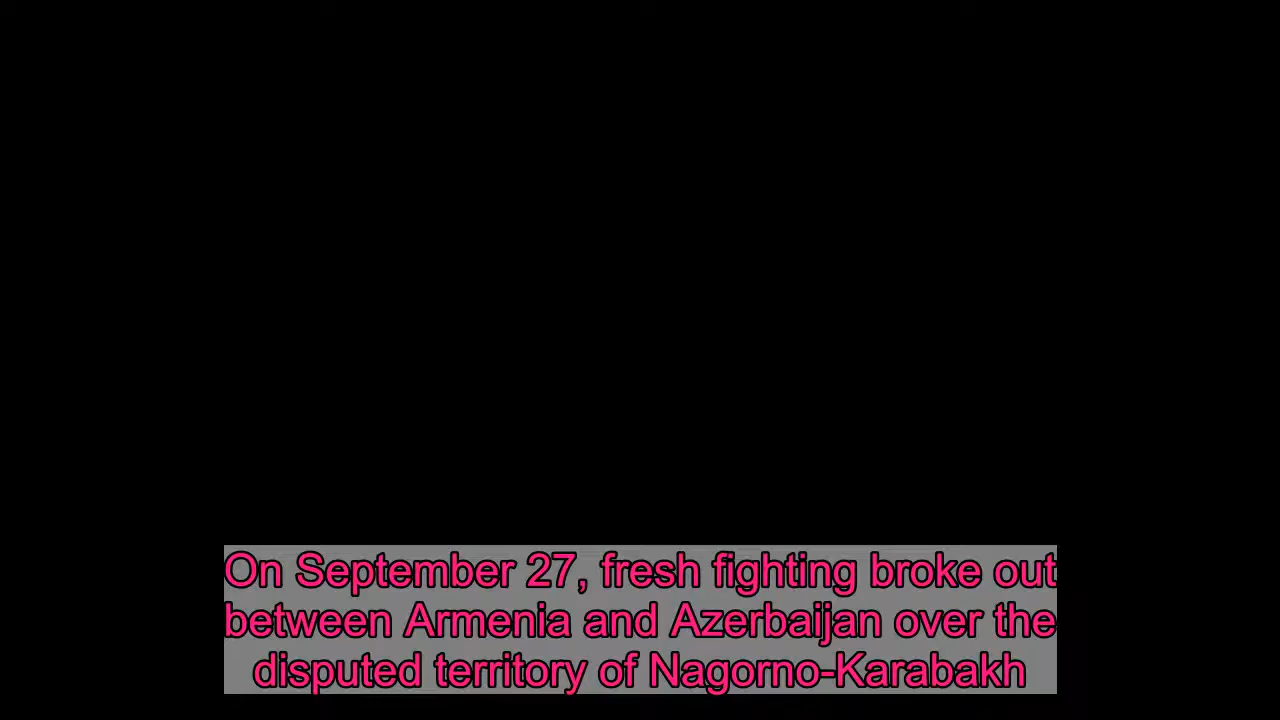 On September 27, fresh fighting broke out
between Armenia and Azerbaijan over the
disputed territory of Nagorno-Karabakh